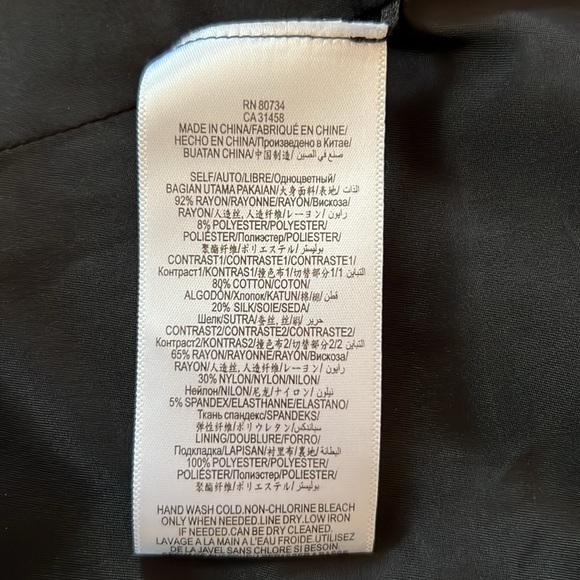 RN 80734
CA 31458
MADE IN CHINA/FABRIQUÉ EN CHINE/
HECHO EN CHINA/Произведено в Китае/
BUATAN CHINA/中国制造/ صنع في الصين
SELF/AUTO/LIBRE/Одноцветный/
BAGIAN UTAMA PAKAIAN/大身面料/表地/ الذات
92% RAYON/RAYONNE/RAYÓN/Вискоза/
RAYON/人造丝,人造纤维/レーヨン/ رايون
8% POLYESTER/POLYESTER/
POLIÉSTER/Полиэстер/POLIESTER/
聚酯纤维/ポリエステル/ بوليستر
CONTRAST1/CONTRASTE1/CONTRASTE1/
Контраст1/KONTRAS1/撞色布1/切替部分1/ التباين 1
80% COTTON/COTON/
ALGODÓN/Хлопок/KATUN/棉/綿/ قطن
20% SILK/SOIE/SEDA/
Шелк/SUTRA/蚕丝,丝/絹/ حرير
CONTRAST2/CONTRASTE2/CONTRASTE2/
Контраст2/KONTRAS2/撞色布2/切替部分2/ التباين 2
65% RAYON/RAYONNE/RAYÓN/Вискоза/
RAYON/人造丝,人造纤维/レーヨン/ رايون
30% NYLON/NYLON/NILON/
Нейлон/NILON/尼龙/ナイロン/ نيلون
5% SPANDEX/ELASTHANNE/ELASTANO/
Ткань спандекс/SPANDEKS/
弹性纤维/ポリウレタン/ سباندكس
LINING/DOUBLURE/FORRO/
Подкладка/LAPISAN/衬里布/裏地/ البطانة
100% POLYESTER/POLYESTER/
POLIÉSTER/Полиэстер/POLIESTER/
聚酯纤维/ポリエステル/ بوليستر
HAND WASH COLD.NON-CHLORINE BLEACH
ONLY WHEN NEEDED.LINE DRY.LOW IRON
IF NEEDED.CAN BE DRY CLEANED.
LAVAGE A LA MAIN A L'EAU FROIDE.UTILISEZ
DE LA JAVEL SANS CHLORE SI BESOIN